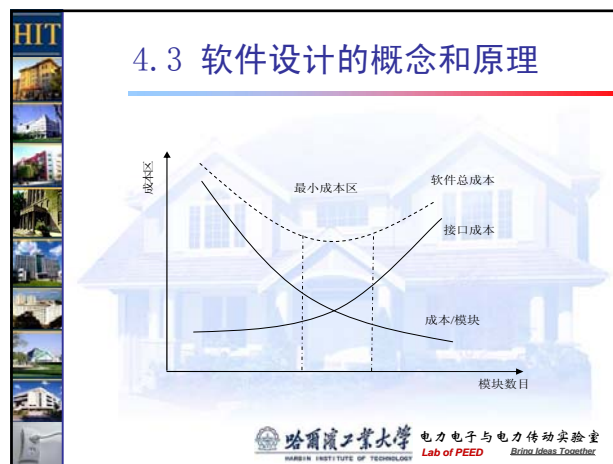 HIT
4.3 软件设计的概念和原理
成本区
最小成本区
软件总成本
接口成本
成本/模块
模块数目
哈爾濱工業大學
HARBIN INSTITUTE OF TECHNOLOGY
电力电子与电力传动实验室
Lab of PEED Bring Ideas Together